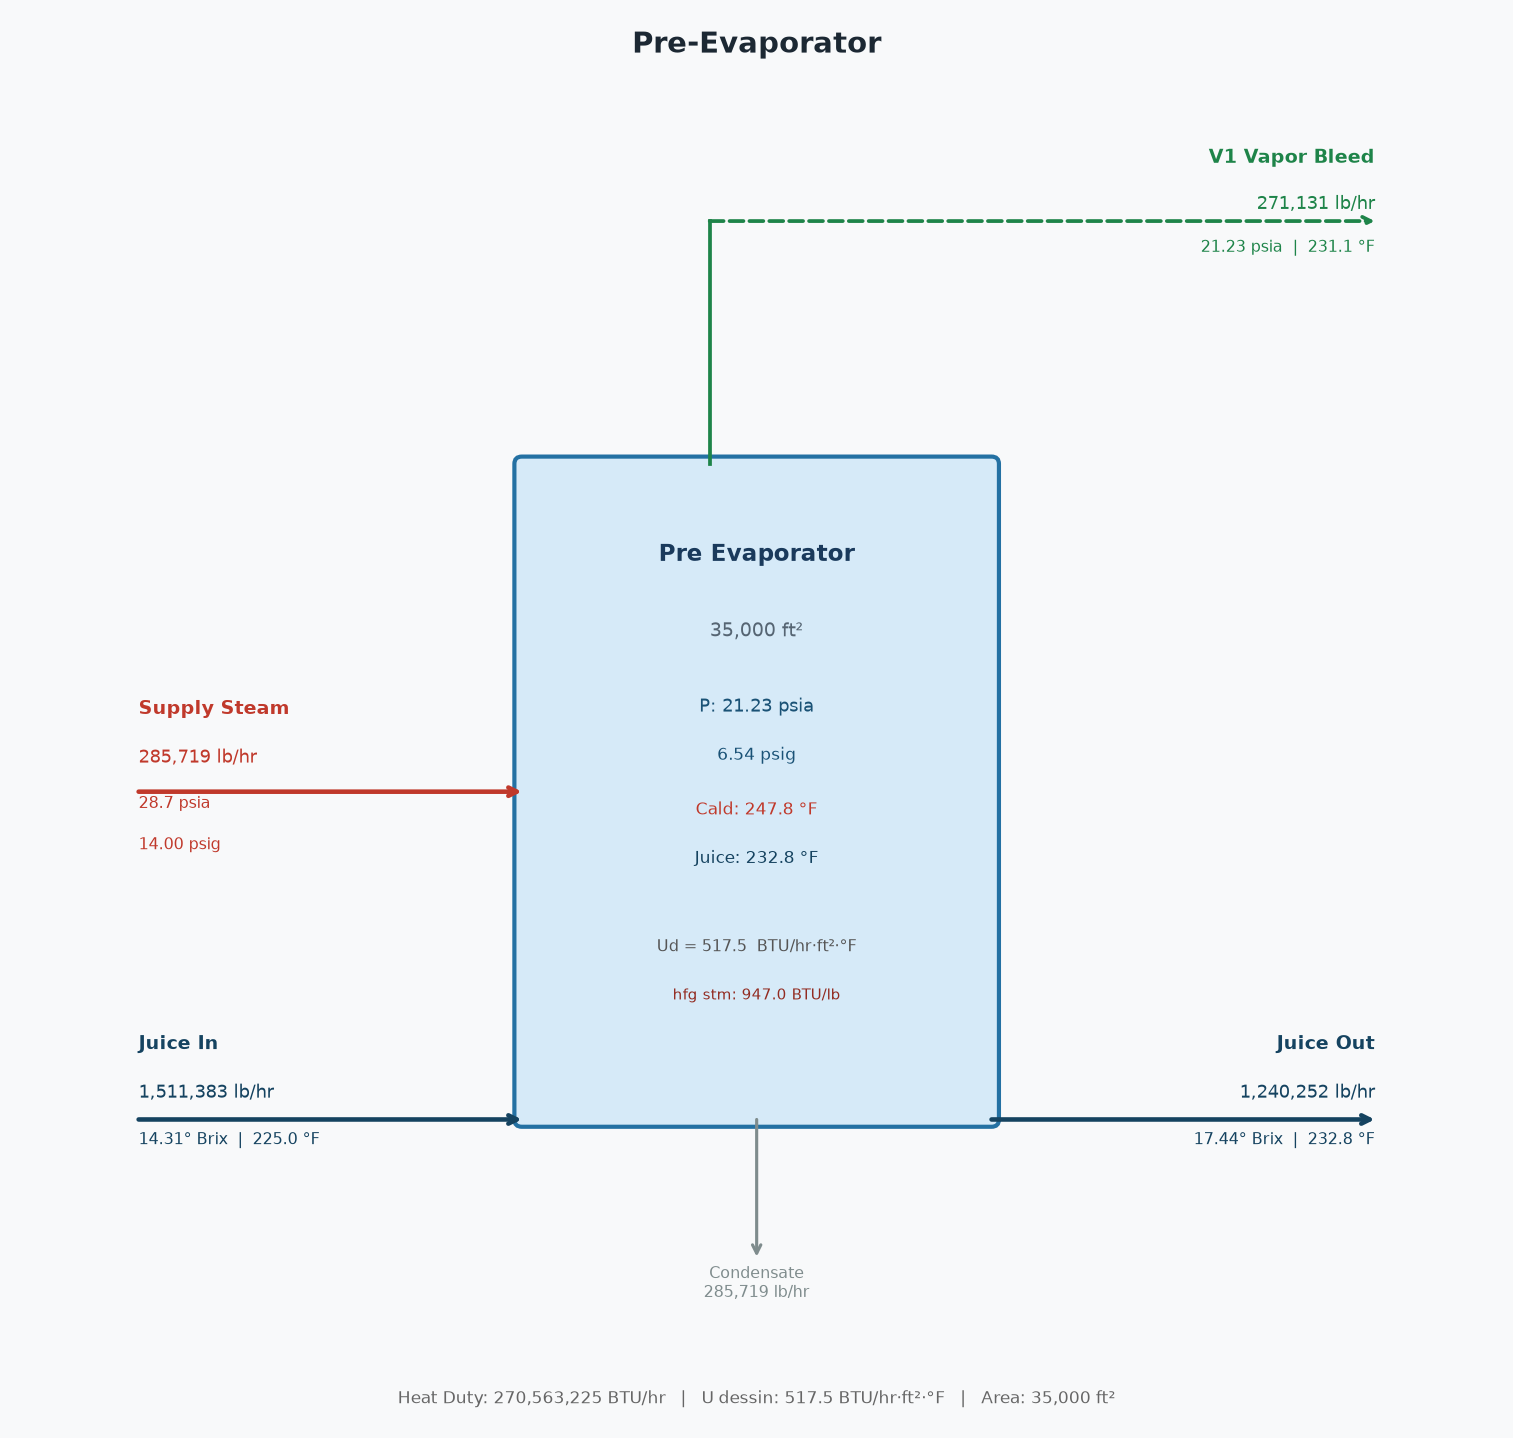 Pre-Evaporator
V1 Vapor Bleed
271,131 lb/hr
21.23 psia | 231.1 °F
Pre Evaporator
35,000 ft²
P: 21.23 psia
6.54 psig
Cald: 247.8 °F
Juice: 232.8 °F
Ud = 517.5 BTU/hr·ft²·°F
hfg stm: 947.0 BTU/lb
Supply Steam
285,719 lb/hr
28.7 psia
14.00 psig
Juice In
1,511,383 lb/hr
14.31° Brix | 225.0 °F
Juice Out
1,240,252 lb/hr
17.44° Brix | 232.8 °F
Condensate
285,719 lb/hr
Heat Duty: 270,563,225 BTU/hr | U dessin: 517.5 BTU/hr·ft²·°F | Area: 35,000 ft²